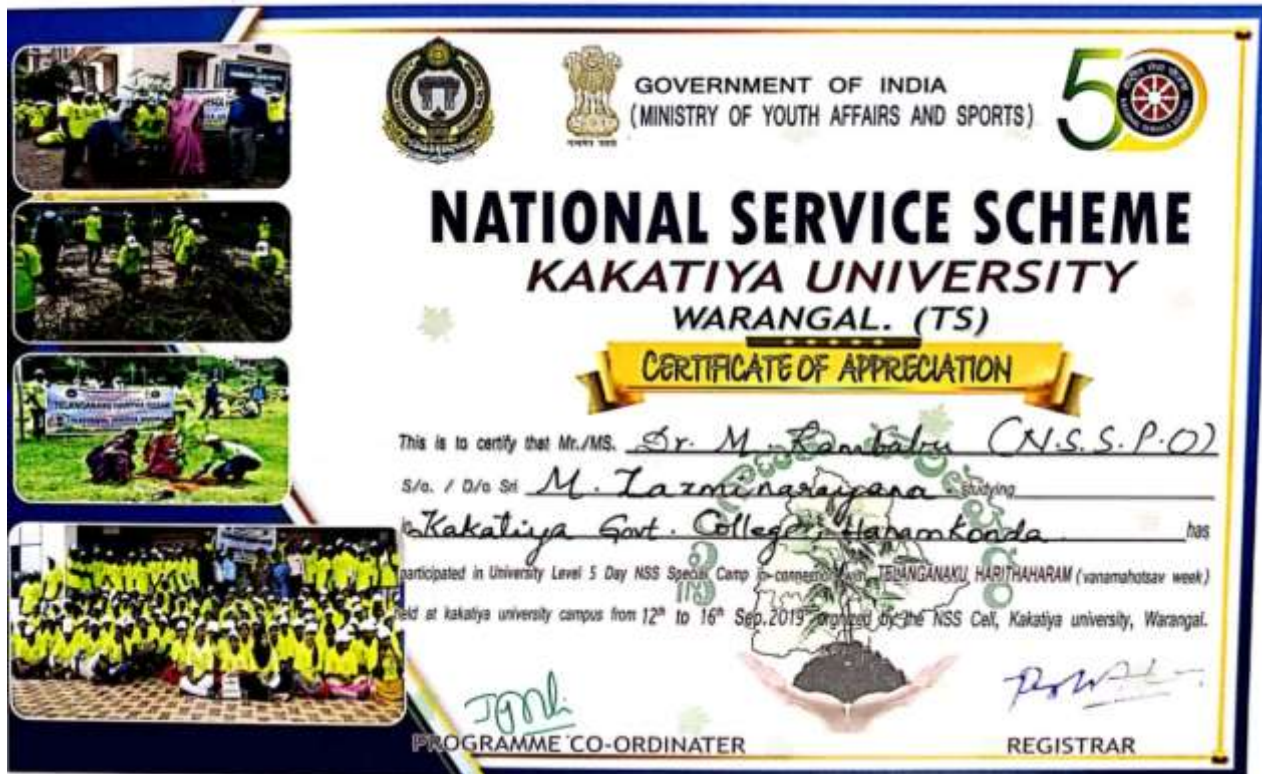 GOVERNMENT OF INDIA
(MINISTRY OF YOUTH AFFAIRS AND SPORTS)
50
NATIONAL SERVICE SCHEME
KAKATIYA UNIVERSITY
WARANGAL. (TS)
CERTIFICATE OF APPRECIATION
This is to certify that Mr./MS. Dr. M. Rambabu (N.S.S.P.O)
S/o. / D/o Sri M. Laxminarayana studying
in Kakatiya Govt. College, Hanamkonda. has
participated in University Level 5 Day NSS Special Camp in connection with TELANGANAKU HARITHAHARAM (vanamahotsav week)
held at kakatiya university campus from 12th to 16th Sep.2019 orgnized by the NSS Cell, Kakatiya university, Warangal.
PROGRAMME CO-ORDINATER
REGISTRAR